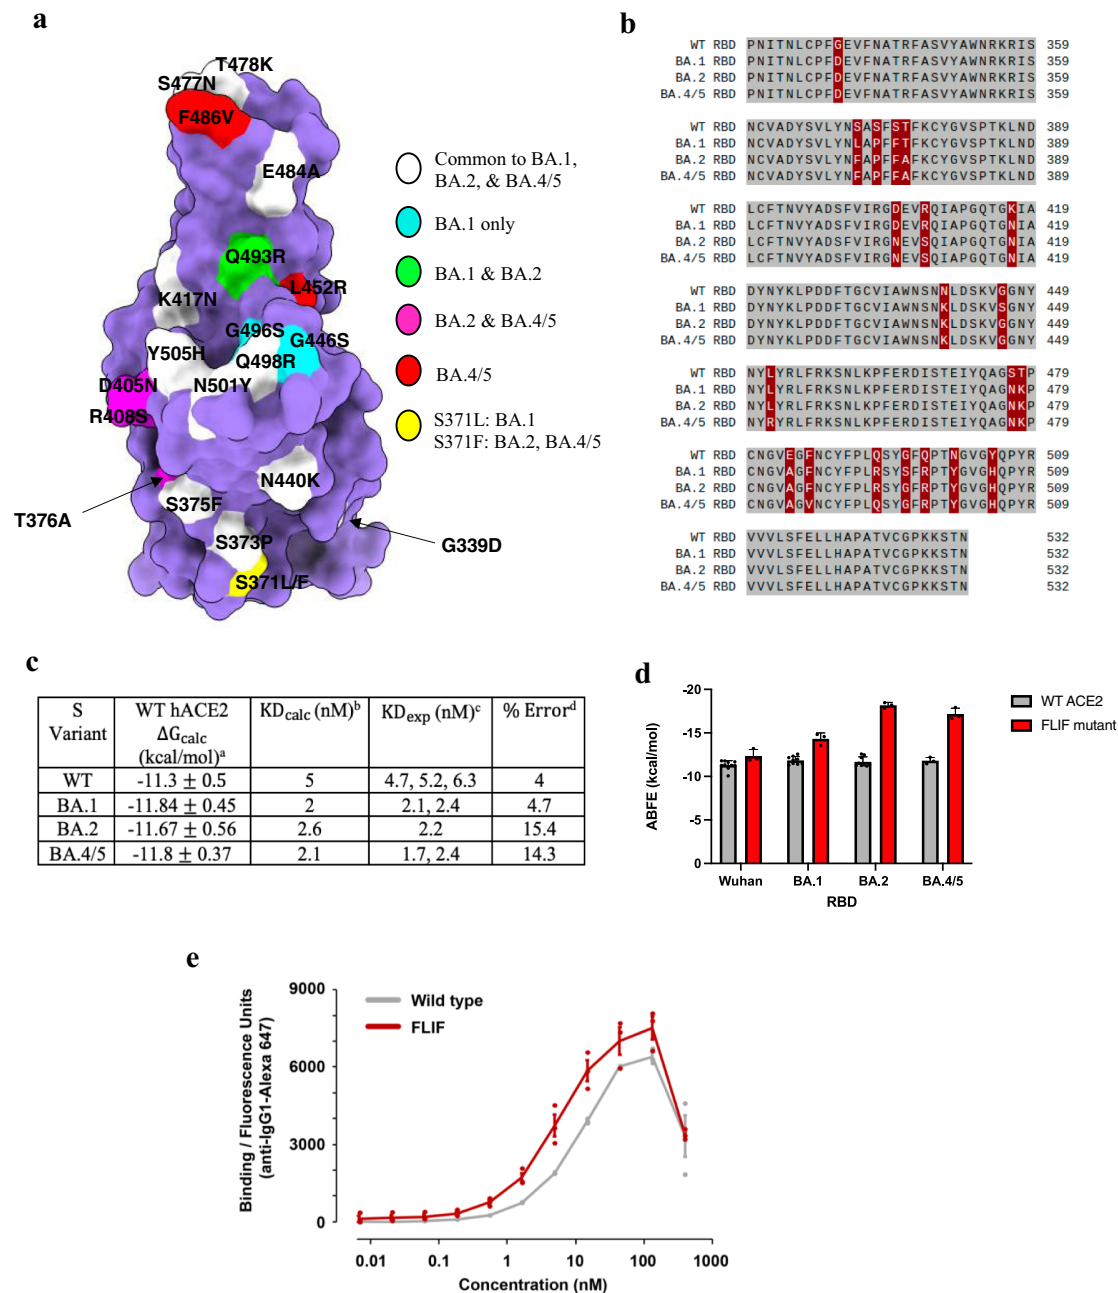 a
T478K
S477N
F486V
E484A
Q493R
L452R
K417N
G496S
G446S
Y505H
Q498R
D405N
N501Y
R408S
N440K
T376A
S375F
S373P
G339D
S371L/F
Common to BA.1,
BA.2, & BA.4/5
BA.1 only
BA.1 & BA.2
BA.2 & BA.4/5
BA.4/5
S371L: BA.1
S371F: BA.2, BA.4/5
b
WT RBD PNITNLCPFGEVFNATRFASVYAWNRKRIS 359
BA.1 RBD PNITNLCPFDEVFNATRFASVYAWNRKRIS 359
BA.2 RBD PNITNLCPFDEVFNATRFASVYAWNRKRIS 359
BA.4/5 RBD PNITNLCPFDEVFNATRFASVYAWNRKRIS 359
WT RBD NCVADYSVLYNSASFSTFKCYGVSPTKLND 389
BA.1 RBD NCVADYSVLYNLAPFFTFKCYGVSPTKLND 389
BA.2 RBD NCVADYSVLYNFAPFFAFKCYGVSPTKLND 389
BA.4/5 RBD NCVADYSVLYNFAPFFAFKCYGVSPTKLND 389
WT RBD LCFTNVYADSFVIRGDEVRQIAPGQTGKIA 419
BA.1 RBD LCFTNVYADSFVIRGDEVRQIAPGQTGNIA 419
BA.2 RBD LCFTNVYADSFVIRGNEVSQIAPGQTGNIA 419
BA.4/5 RBD LCFTNVYADSFVIRGNEVSQIAPGQTGNIA 419
WT RBD DYNYKLPDDFTGCVIAWNSNNLDSKVGGNY 449
BA.1 RBD DYNYKLPDDFTGCVIAWNSNKLDSKVSGNY 449
BA.2 RBD DYNYKLPDDFTGCVIAWNSNKLDSKVGGNY 449
BA.4/5 RBD DYNYKLPDDFTGCVIAWNSNKLDSKVGGNY 449
WT RBD NYLYRLFRKSNLKPFERDISTEIYQAGSTP 479
BA.1 RBD NYLYRLFRKSNLKPFERDISTEIYQAGNKP 479
BA.2 RBD NYLYRLFRKSNLKPFERDISTEIYQAGNKP 479
BA.4/5 RBD NYRYRLFRKSNLKPFERDISTEIYQAGNKP 479
WT RBD CNGVEGFNCYFPLQSYGFQPTNGVGYQPYR 509
BA.1 RBD CNGVAGFNCYFPLRSYSFRPTYGVGHQPYR 509
BA.2 RBD CNGVAGFNCYFPLRSYGFRPTYGVGHQPYR 509
BA.4/5 RBD CNGVAGVNCYFPLQSYGFRPTYGVGHQPYR 509
WT RBD VVVLSFELLHAPATVCGPKKSTN 532
BA.1 RBD VVVLSFELLHAPATVCGPKKSTN 532
BA.2 RBD VVVLSFELLHAPATVCGPKKSTN 532
BA.4/5 RBD VVVLSFELLHAPATVCGPKKSTN 532
c
S Variant | WT hACE2 ΔGcalc (kcal/mol)a | KDcalc (nM)b | KDexp (nM)c | % Errord
WT | -11.3 ± 0.5 | 5 | 4.7, 5.2, 6.3 | 4
BA.1 | -11.84 ± 0.45 | 2 | 2.1, 2.4 | 4.7
BA.2 | -11.67 ± 0.56 | 2.6 | 2.2 | 15.4
BA.4/5 | -11.8 ± 0.37 | 2.1 | 1.7, 2.4 | 14.3
d
-20
-15
-10
-5
0
ABFE (kcal/mol)
Wuhan BA.1 BA.2 BA.4/5
RBD
WT ACE2
FLIF mutant
e
Binding / Fluorescence Units
(anti-IgG1-Alexa 647)
9000
6000
3000
0
Wild type
FLIF
0.01 0.1 1 10 100 1000
Concentration (nM)